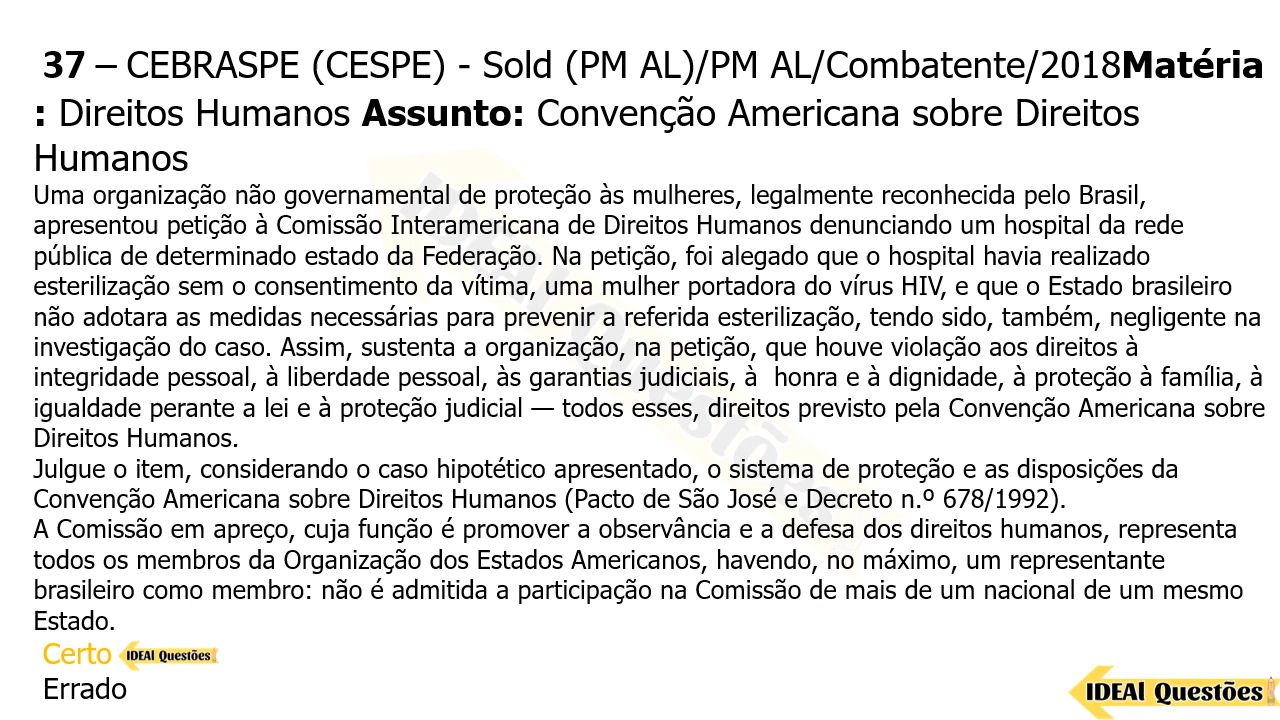 37 – CEBRASPE (CESPE) - Sold (PM AL)/PM AL/Combatente/2018Matéria
: Direitos Humanos Assunto: Convenção Americana sobre Direitos
Humanos
Uma organização não governamental de proteção às mulheres, legalmente reconhecida pelo Brasil,
apresentou petição à Comissão Interamericana de Direitos Humanos denunciando um hospital da rede
pública de determinado estado da Federação. Na petição, foi alegado que o hospital havia realizado
esterilização sem o consentimento da vítima, uma mulher portadora do vírus HIV, e que o Estado brasileiro
não adotara as medidas necessárias para prevenir a referida esterilização, tendo sido, também, negligente na
investigação do caso. Assim, sustenta a organização, na petição, que houve violação aos direitos à
integridade pessoal, à liberdade pessoal, às garantias judiciais, à  honra e à dignidade, à proteção à família, à
igualdade perante a lei e à proteção judicial — todos esses, direitos previsto pela Convenção Americana sobre
Direitos Humanos.
Julgue o item, considerando o caso hipotético apresentado, o sistema de proteção e as disposições da
Convenção Americana sobre Direitos Humanos (Pacto de São José e Decreto n.º 678/1992).
A Comissão em apreço, cuja função é promover a observância e a defesa dos direitos humanos, representa
todos os membros da Organização dos Estados Americanos, havendo, no máximo, um representante
brasileiro como membro: não é admitida a participação na Comissão de mais de um nacional de um mesmo
Estado.
Certo IDEAl Questões
Errado
IDEAl Questões
IDEAl Questões